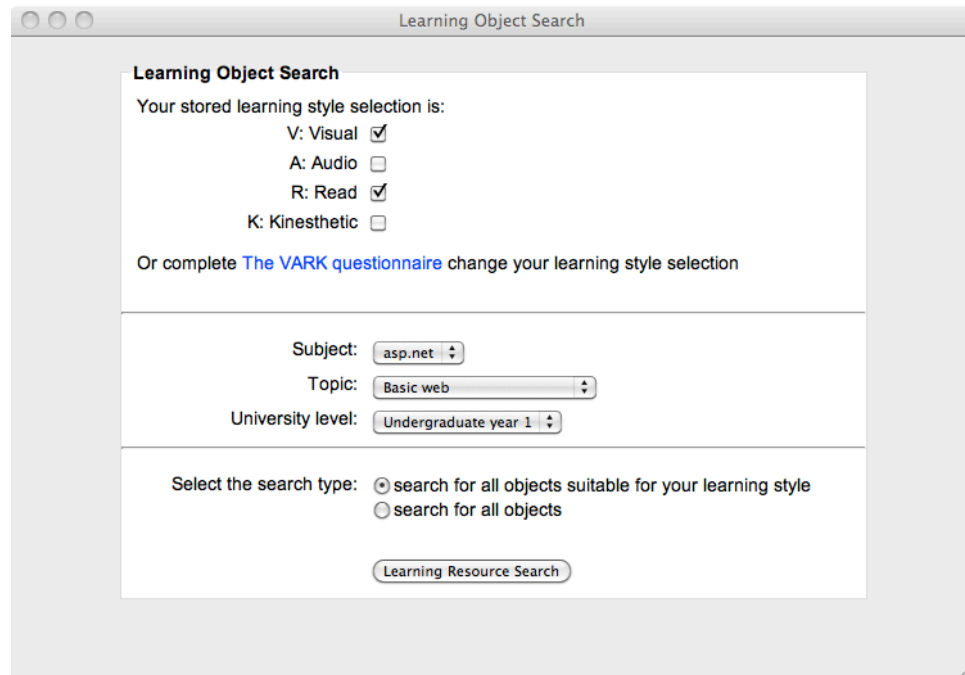 Learning Object Search
Learning Object Search
Your stored learning style selection is:
V: Visual
A: Audio
R: Read
K: Kinesthetic
Or complete The VARK questionnaire change your learning style selection
Subject: asp.net
Topic: Basic web
University level: Undergraduate year 1
Select the search type: search for all objects suitable for your learning style
search for all objects
Learning Resource Search